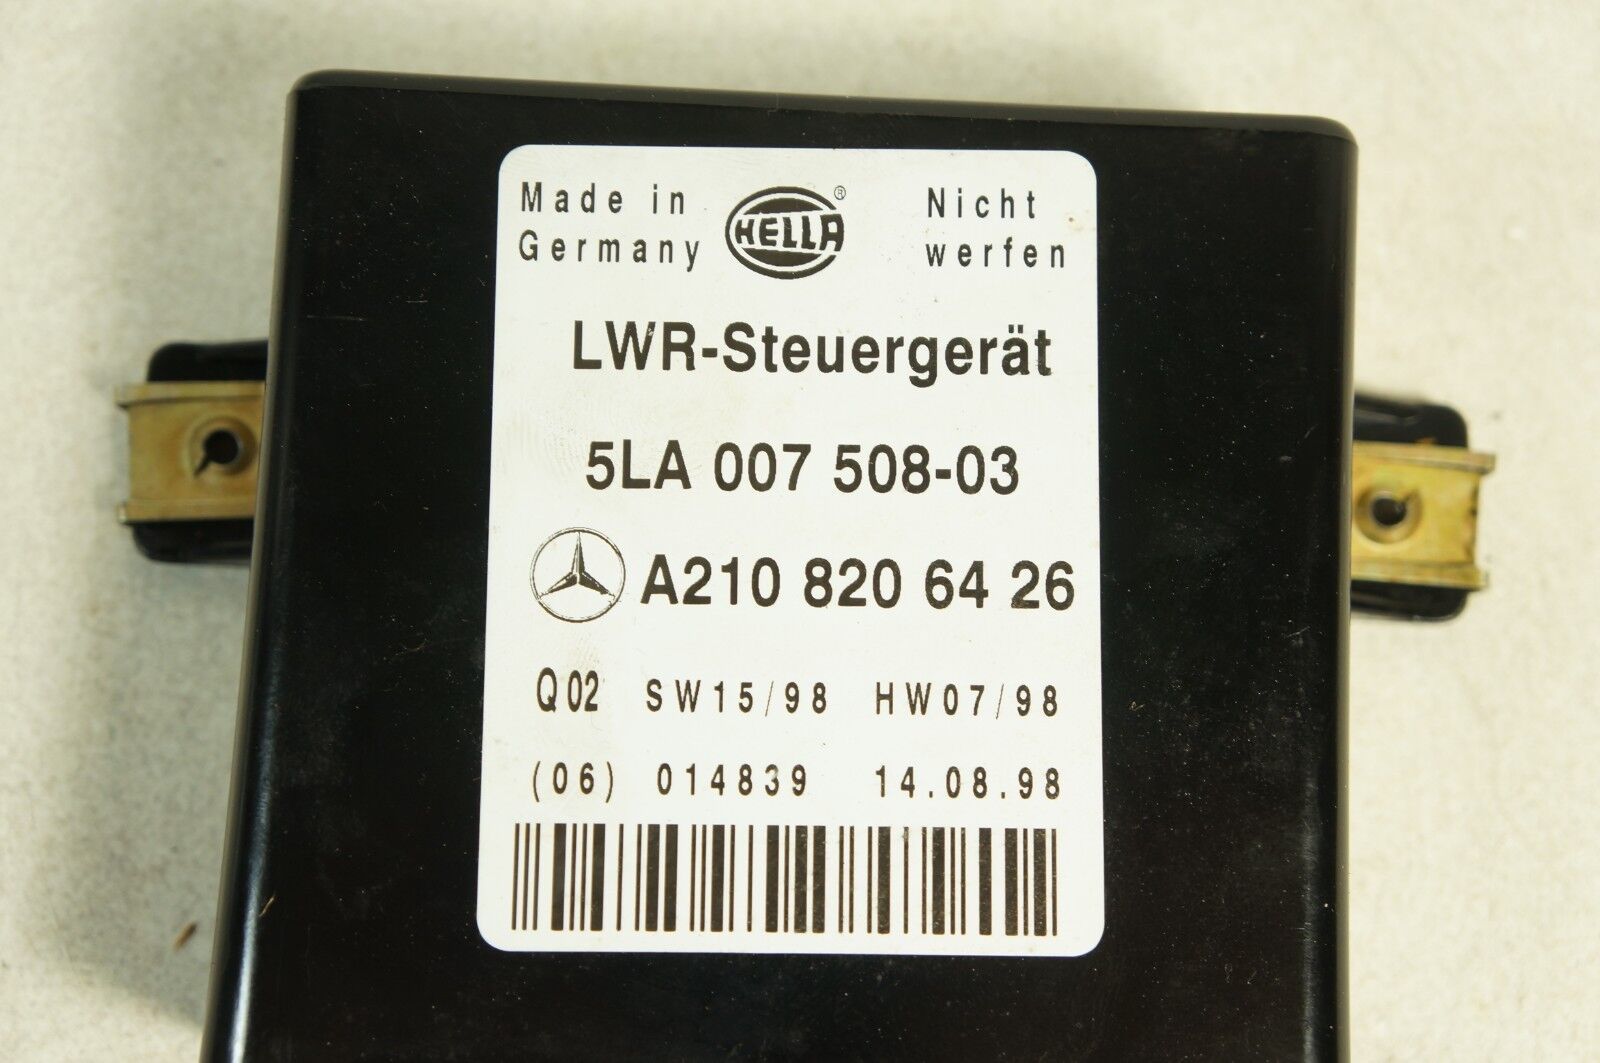 Made in
Germany
HELLA ®
Nicht
werfen
LWR-Steuergerät
5LA 007 508-03
A210 820 64 26
Q02 SW15/98 HW07/98
(06) 014839 14.08.98